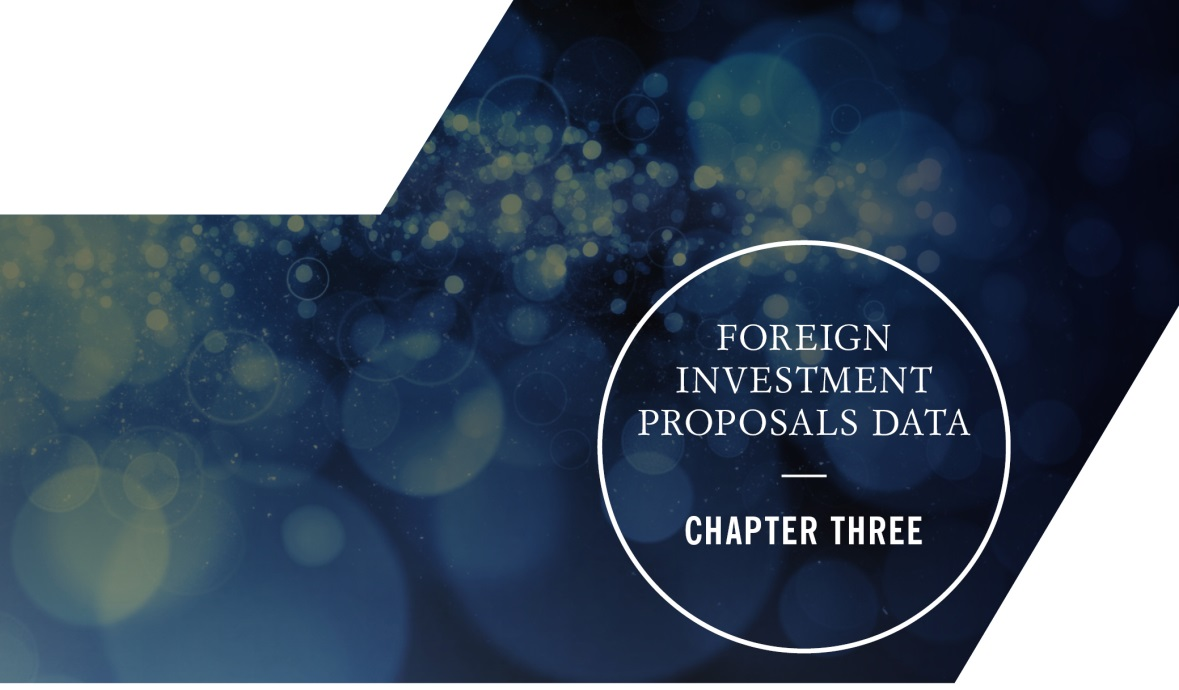 FOREIGN
INVESTMENT
PROPOSALS DATA
CHAPTER THREE